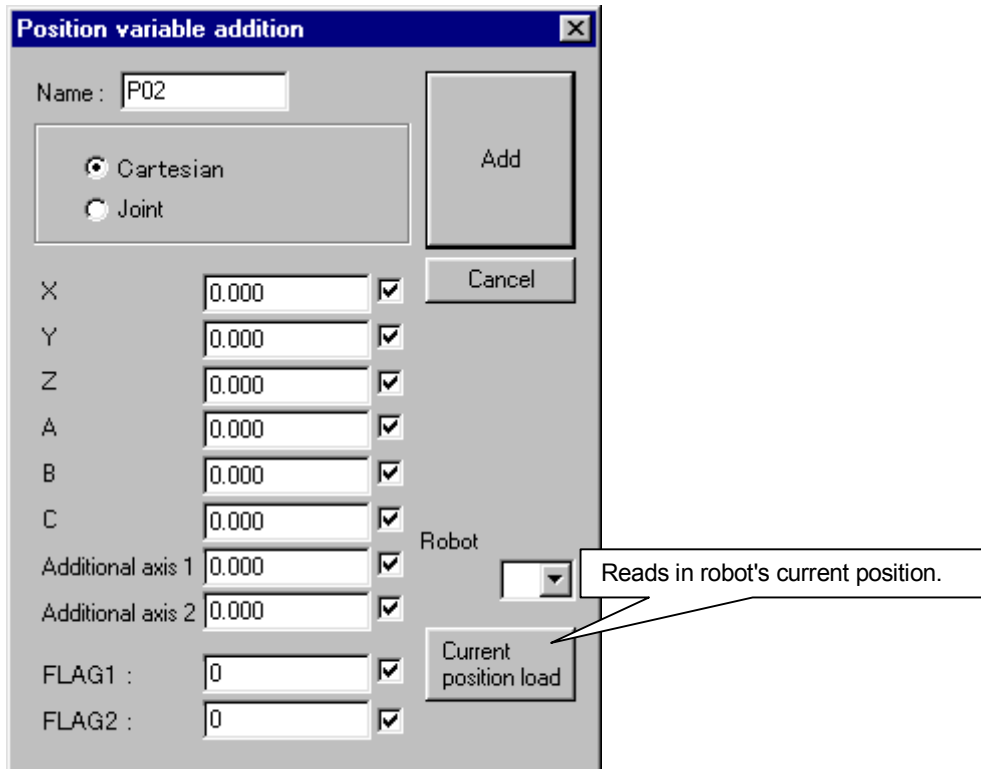 Position variable addition
Name : P02
Add
Cartesian
Joint
Cancel
X 0.000
Y 0.000
Z 0.000
A 0.000
B 0.000
C 0.000
Robot
Additional axis 1 0.000
Reads in robot's current position.
Additional axis 2 0.000
Current
position load
FLAG1 : 0
FLAG2 : 0